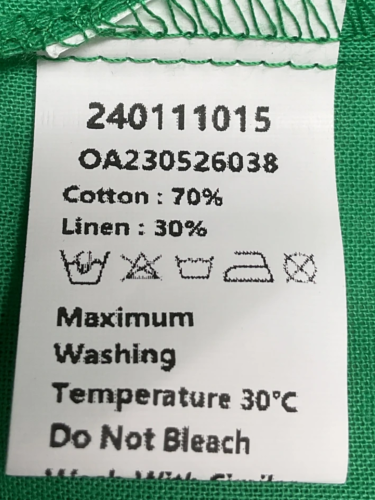 240111015
OA230526038
Cotton : 70%
Linen : 30%
Maximum
Washing
Temperature 30°C
Do Not Bleach